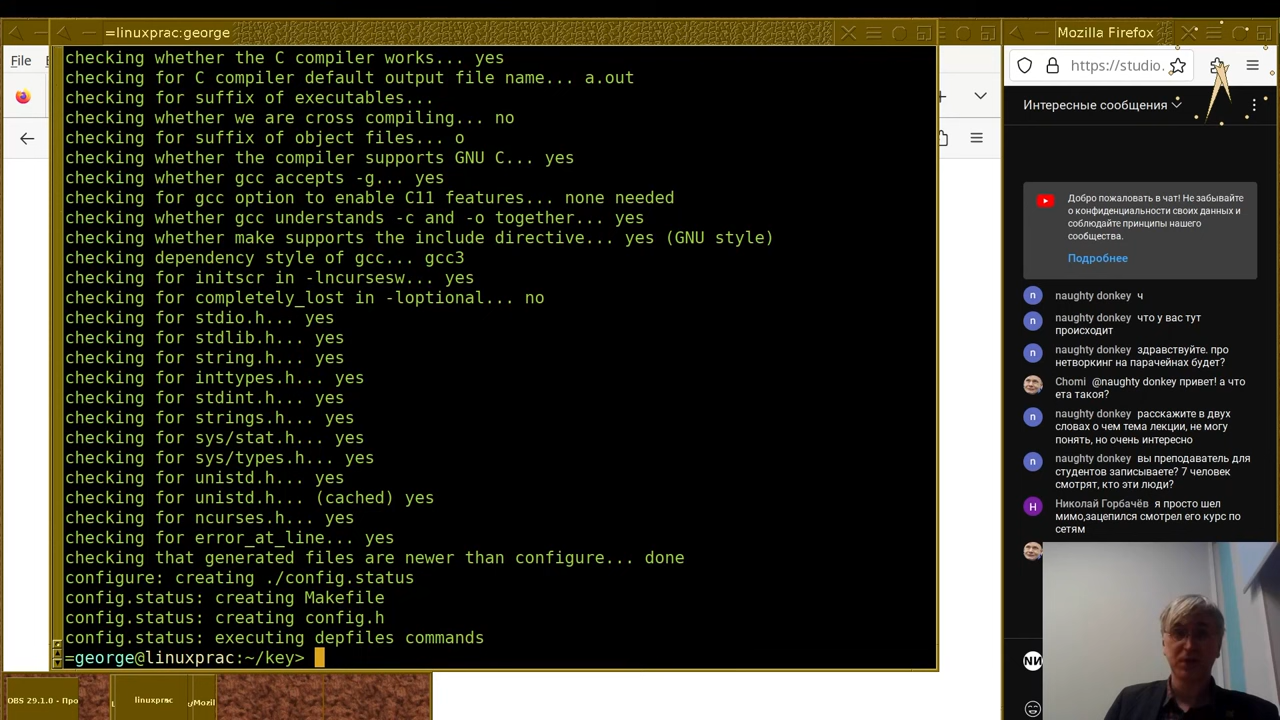 =linuxprac:george
File
checking whether the C compiler works... yes
checking for C compiler default output file name... a.out
checking for suffix of executables...
checking whether we are cross compiling... no
checking for suffix of object files... o
checking whether the compiler supports GNU C... yes
checking whether gcc accepts -g... yes
checking for gcc option to enable C11 features... none needed
checking whether gcc understands -c and -o together... yes
checking whether make supports the include directive... yes (GNU style)
checking dependency style of gcc... gcc3
checking for initscr in -lncursesw... yes
checking for completely_lost in -loptional... no
checking for stdio.h... yes
checking for stdlib.h... yes
checking for string.h... yes
checking for inttypes.h... yes
checking for stdint.h... yes
checking for strings.h... yes
checking for sys/stat.h... yes
checking for sys/types.h... yes
checking for unistd.h... yes
checking for unistd.h... (cached) yes
checking for ncurses.h... yes
checking for error_at_line... yes
checking that generated files are newer than configure... done
configure: creating ./config.status
config.status: creating Makefile
config.status: creating config.h
config.status: executing depfiles commands
=george@linuxprac:~/key>
OBS 29.1.0 - Про
linuxprac
/Mozil
Mozilla Firefox
https://studio.
Интересные сообщения
Добро пожаловать в чат! Не забывайте
о конфиденциальности своих данных и
соблюдайте принципы нашего
сообщества.
Подробнее
n naughty donkey ч
n naughty donkey что у вас тут
происходит
n naughty donkey здравствуйте. про
нетворкинг на парачейнах будет?
Chomi @naughty donkey привет! а что
ета такоя?
n naughty donkey расскажите в двух
словах о чем тема лекции, не могу
понять, но очень интересно
n naughty donkey вы преподаватель для
студентов записываете? 7 человек
смотрят, кто эти люди?
Н Николай Горбачёв я просто шел
мимо,зацепился смотрел его курс по
сетям